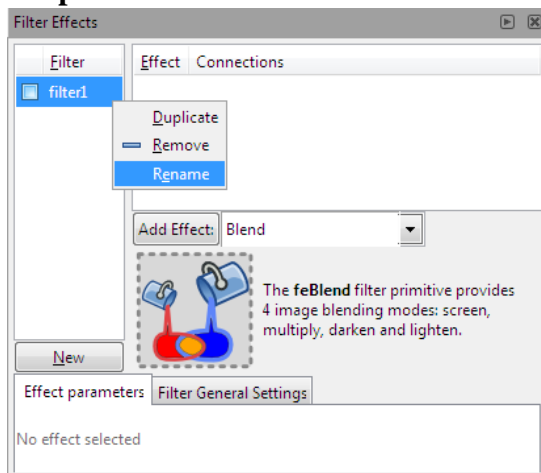 Filter Effects
Filter
Effect Connections
filter1
Duplicate
Remove
Rename
Add Effect: Blend
The feBlend filter primitive provides
4 image blending modes: screen,
multiply, darken and lighten.
New
Effect parameters Filter General Settings
No effect selected